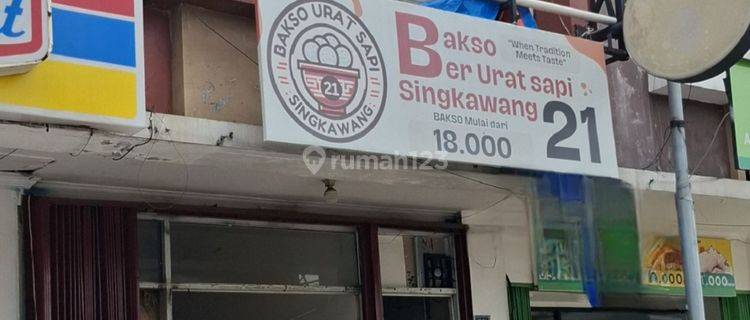 BAKSO URAT SAPI
21
SINGKAWANG
Bakso
"When Tradition
Meets Taste"
Ber Urat sapi
Singkawang
21
BAKSO Mulai dari
18.000
rumah123